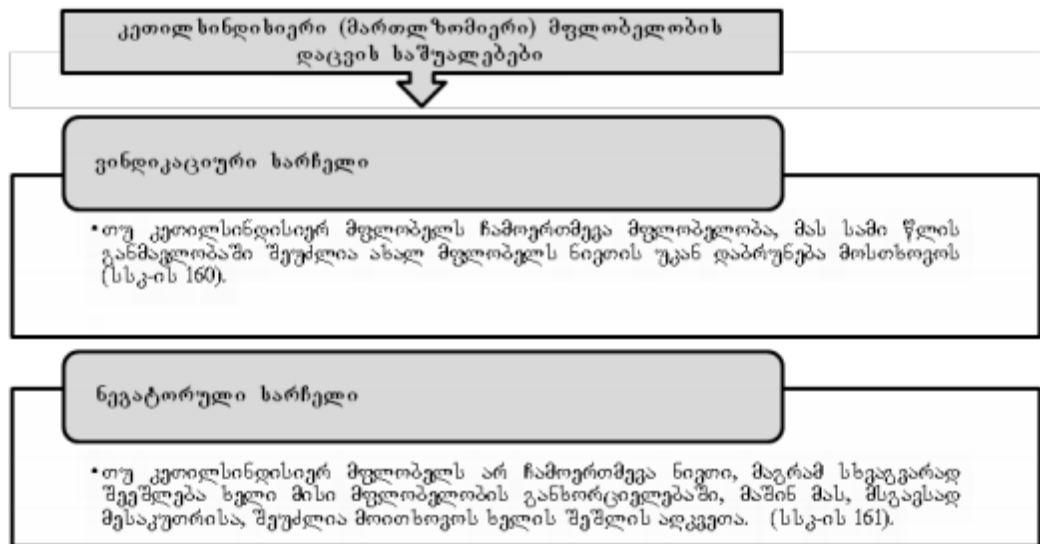 კეთილსინდისიერი (მართლზომიერი) მფლობელობის
დაცვის საშუალებები
ვინდიკაციური სარჩელი
•თუ კეთილსინდისიერ მფლობელს ჩამოერთმევა მფლობელობა, მას სამი წლის
განმავლობაში შეუძლია ახალ მფლობელს ნივთის უკან დაბრუნება მოსთხოვოს
(სსკ-ის 160).
ნეგატორული სარჩელი
•თუ კეთილსინდისიერ მფლობელს არ ჩამოერთმევა ნივთი, მაგრამ სხვაგვარად
შეეშლება ხელი მისი მფლობელობის განხორციელებაში, მაშინ მას, მსგავსად
მესაკუთრისა, შეუძლია მოითხოვოს ხელის შეშლის აღკვეთა. (სსკ-ის 161).